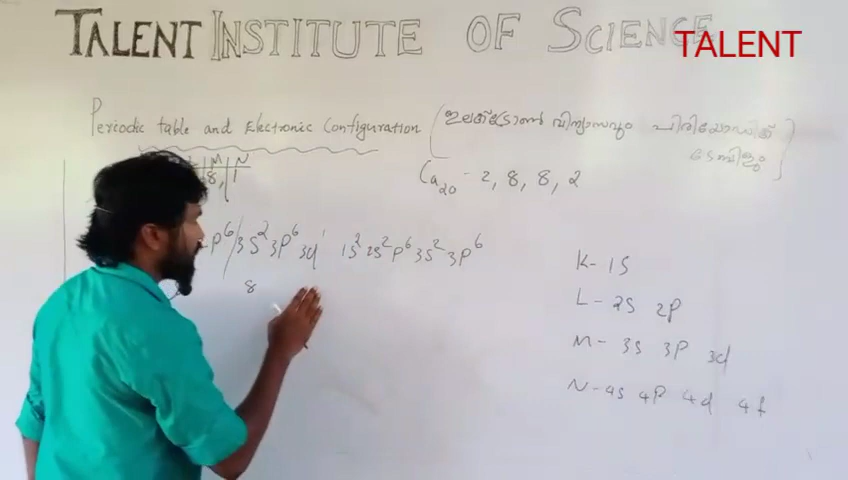 TALENT INSTITUTE OF SCIENCE
TALENT
Periodic table and Electronic Configuration (ഇലക്ട്രോൺ വിന്യാസവും പിരിയോഡിക്
ടേബിളും)
M N
8, 1
Ca20 - 2, 8, 8, 2
P⁶/3s² 3p⁶ 3d¹ 1s² 2s² p⁶ 3s² 3p⁶
8
K- 1s
L- 2s 2p
M- 3s 3p 3d
N- 4s 4p 4d 4f